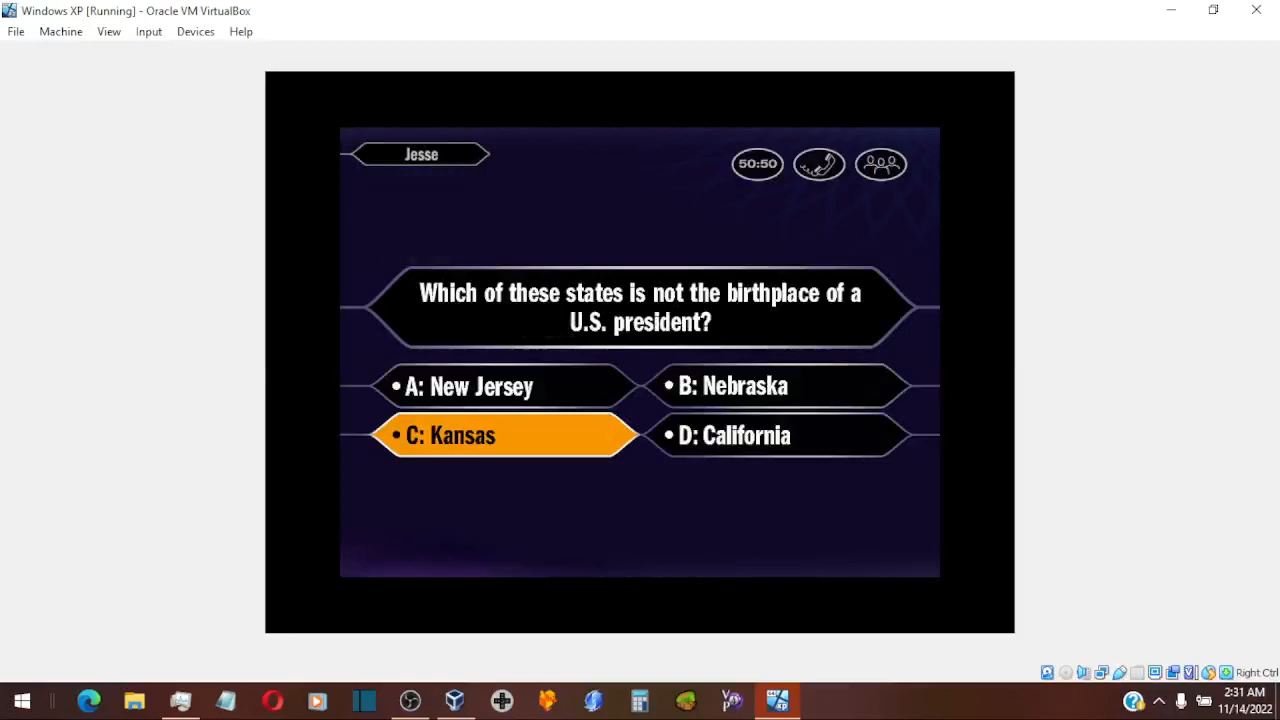 Windows XP [Running] - Oracle VM VirtualBox
File Machine View Input Devices Help
Jesse
50:50
Which of these states is not the birthplace of a
U.S. president?
• A: New Jersey
• B: Nebraska
• C: Kansas
• D: California
Right Ctrl
2:31 AM
11/14/2022